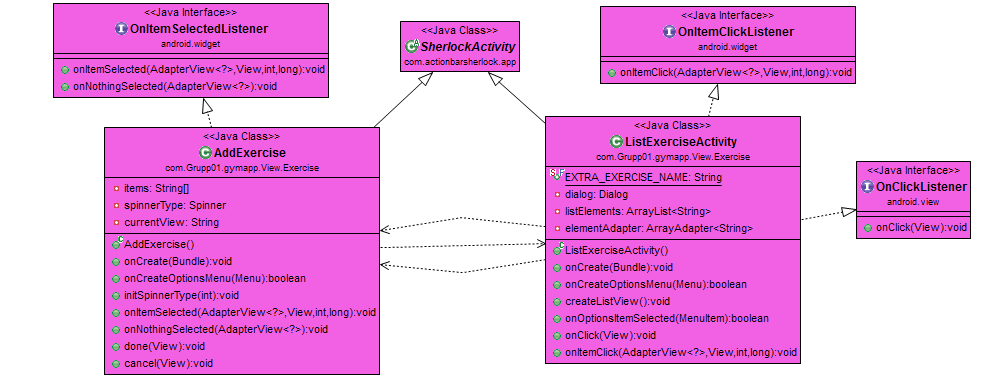 <<Java Interface>>
OnItemSelectedListener
android.widget
onItemSelected(AdapterView<?>,View,int,long):void
onNothingSelected(AdapterView<?>):void
<<Java Class>>
SherlockActivity
com.actionbarsherlock.app
<<Java Interface>>
OnItemClickListener
android.widget
onItemClick(AdapterView<?>,View,int,long):void
<<Java Class>>
AddExercise
com.Grupp01.gymapp.View.Exercise
items: String[]
spinnerType: Spinner
currentView: String
AddExercise()
onCreate(Bundle):void
onCreateOptionsMenu(Menu):boolean
initSpinnerType(int):void
onItemSelected(AdapterView<?>,View,int,long):void
onNothingSelected(AdapterView<?>):void
done(View):void
cancel(View):void
<<Java Class>>
ListExerciseActivity
com.Grupp01.gymapp.View.Exercise
EXTRA_EXERCISE_NAME: String
dialog: Dialog
listElements: ArrayList<String>
elementAdapter: ArrayAdapter<String>
ListExerciseActivity()
onCreate(Bundle):void
onCreateOptionsMenu(Menu):boolean
createListView():void
onOptionsItemSelected(MenuItem):boolean
onClick(View):void
onItemClick(AdapterView<?>,View,int,long):void
<<Java Interface>>
OnClickListener
android.view
onClick(View):void